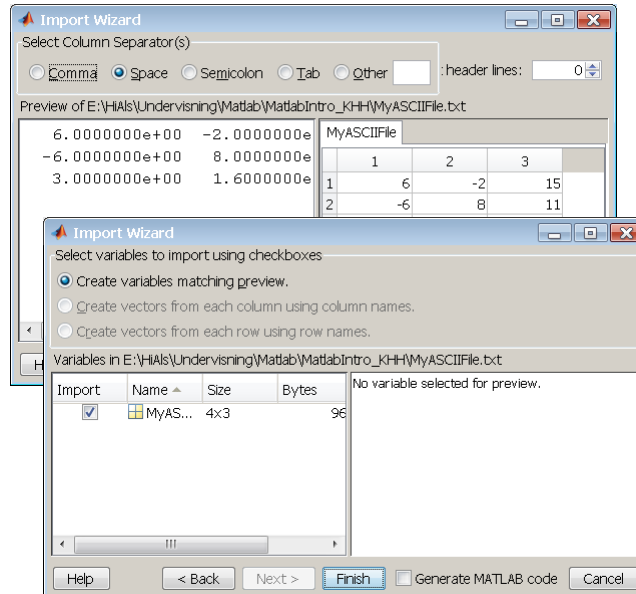 Import Wizard
Select Column Separator(s)
Comma Space Semicolon Tab Other : header lines: 0
Preview of E:\HiAls\Undervisning\Matlab\MatlabIntro_KHH\MyASCIIFile.txt
6.0000000e+00 -2.0000000e
-6.0000000e+00 8.0000000e
3.0000000e+00 1.6000000e
MyASCIIFile
1 2 3
1 6 -2 15
2 -6 8 11
Import Wizard
Select variables to import using checkboxes
Create variables matching preview.
Create vectors from each column using column names.
Create vectors from each row using row names.
Variables in E:\HiAls\Undervisning\Matlab\MatlabIntro_KHH\MyASCIIFile.txt
Import Name Size Bytes
MyAS... 4x3 96
No variable selected for preview.
Help < Back Next > Finish Generate MATLAB code Cancel